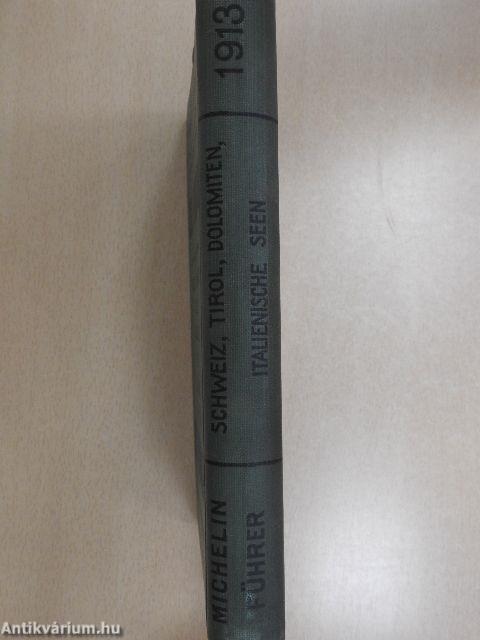 MICHELIN
FÜHRER
SCHWEIZ, TIROL, DOLOMITEN,
ITALIENISCHE SEEN
1913
Antikvárium.hu